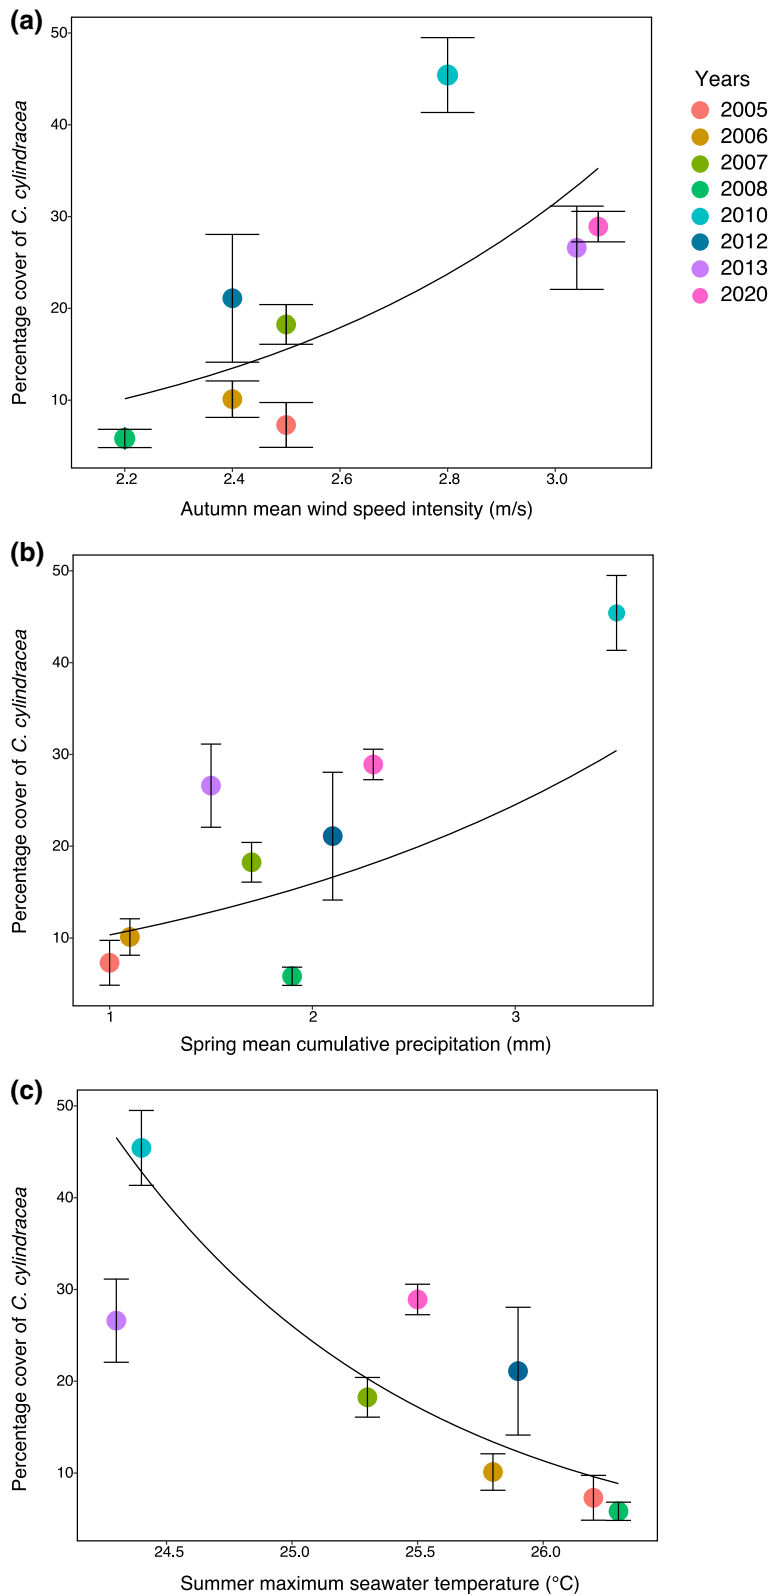 (a)
Percentage cover of C. cylindracea
50
40
30
20
10
2.2 2.4 2.6 2.8 3.0
Autumn mean wind speed intensity (m/s)
Years
2005
2006
2007
2008
2010
2012
2013
2020
(b)
Percentage cover of C. cylindracea
50
40
30
20
10
1 2 3
Spring mean cumulative precipitation (mm)
(c)
Percentage cover of C. cylindracea
50
40
30
20
10
24.5 25.0 25.5 26.0
Summer maximum seawater temperature (°C)